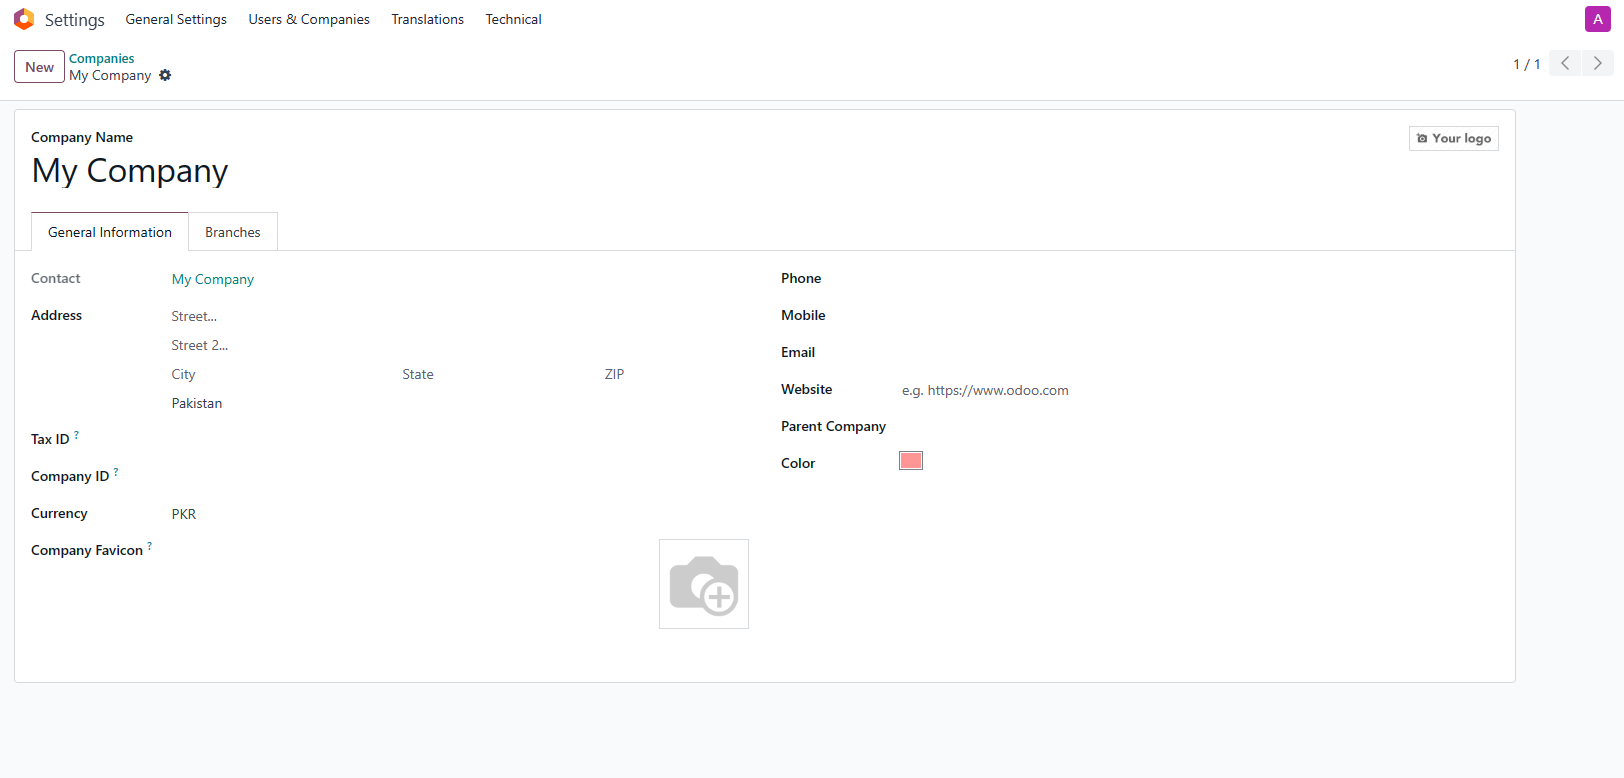 Settings General Settings Users & Companies Translations Technical A
New Companies
My Company 1 / 1
Company Name
Your logo
My Company
General Information Branches
Contact My Company
Address Street...
Street 2...
City State ZIP
Pakistan
Tax ID ?
Company ID ?
Currency PKR
Company Favicon ?
Phone
Mobile
Email
Website e.g. https://www.odoo.com
Parent Company
Color